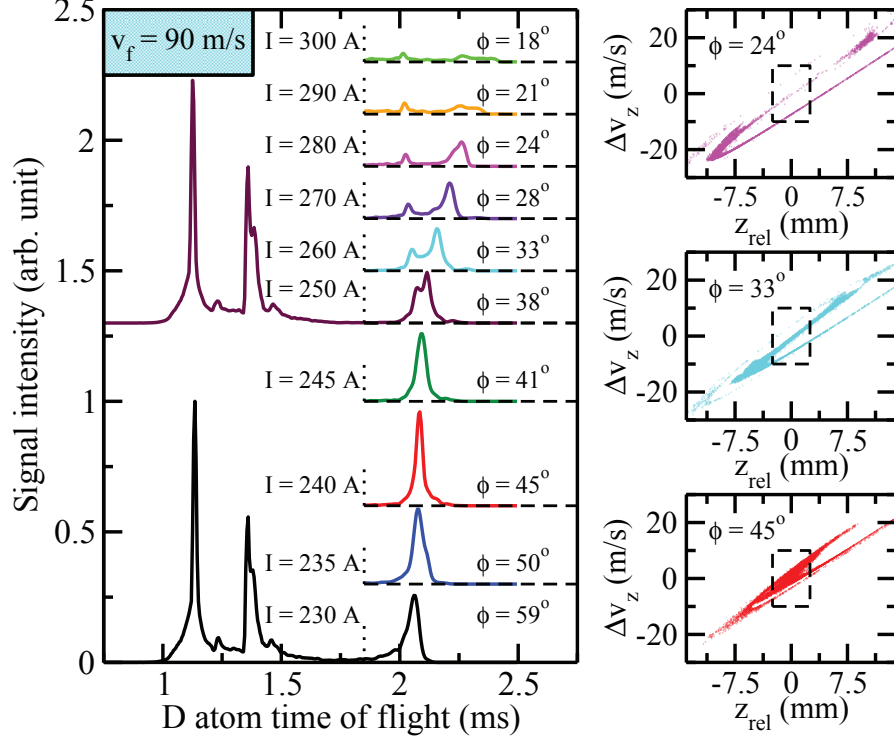 v_f = 90 m/s
2.5
2
1.5
1
0.5
0
Signal intensity (arb. unit)
I = 300 A ϕ = 18°
I = 290 A ϕ = 21°
I = 280 A ϕ = 24°
I = 270 A ϕ = 28°
I = 260 A ϕ = 33°
I = 250 A ϕ = 38°
I = 245 A ϕ = 41°
I = 240 A ϕ = 45°
I = 235 A ϕ = 50°
I = 230 A ϕ = 59°
1 1.5 2 2.5
D atom time of flight (ms)
ϕ = 24°
20
0
-20
Δv_z (m/s)
-7.5 0 7.5
z_rel (mm)
ϕ = 33°
20
0
-20
Δv_z (m/s)
-7.5 0 7.5
z_rel (mm)
ϕ = 45°
20
0
-20
Δv_z (m/s)
-7.5 0 7.5
z_rel (mm)